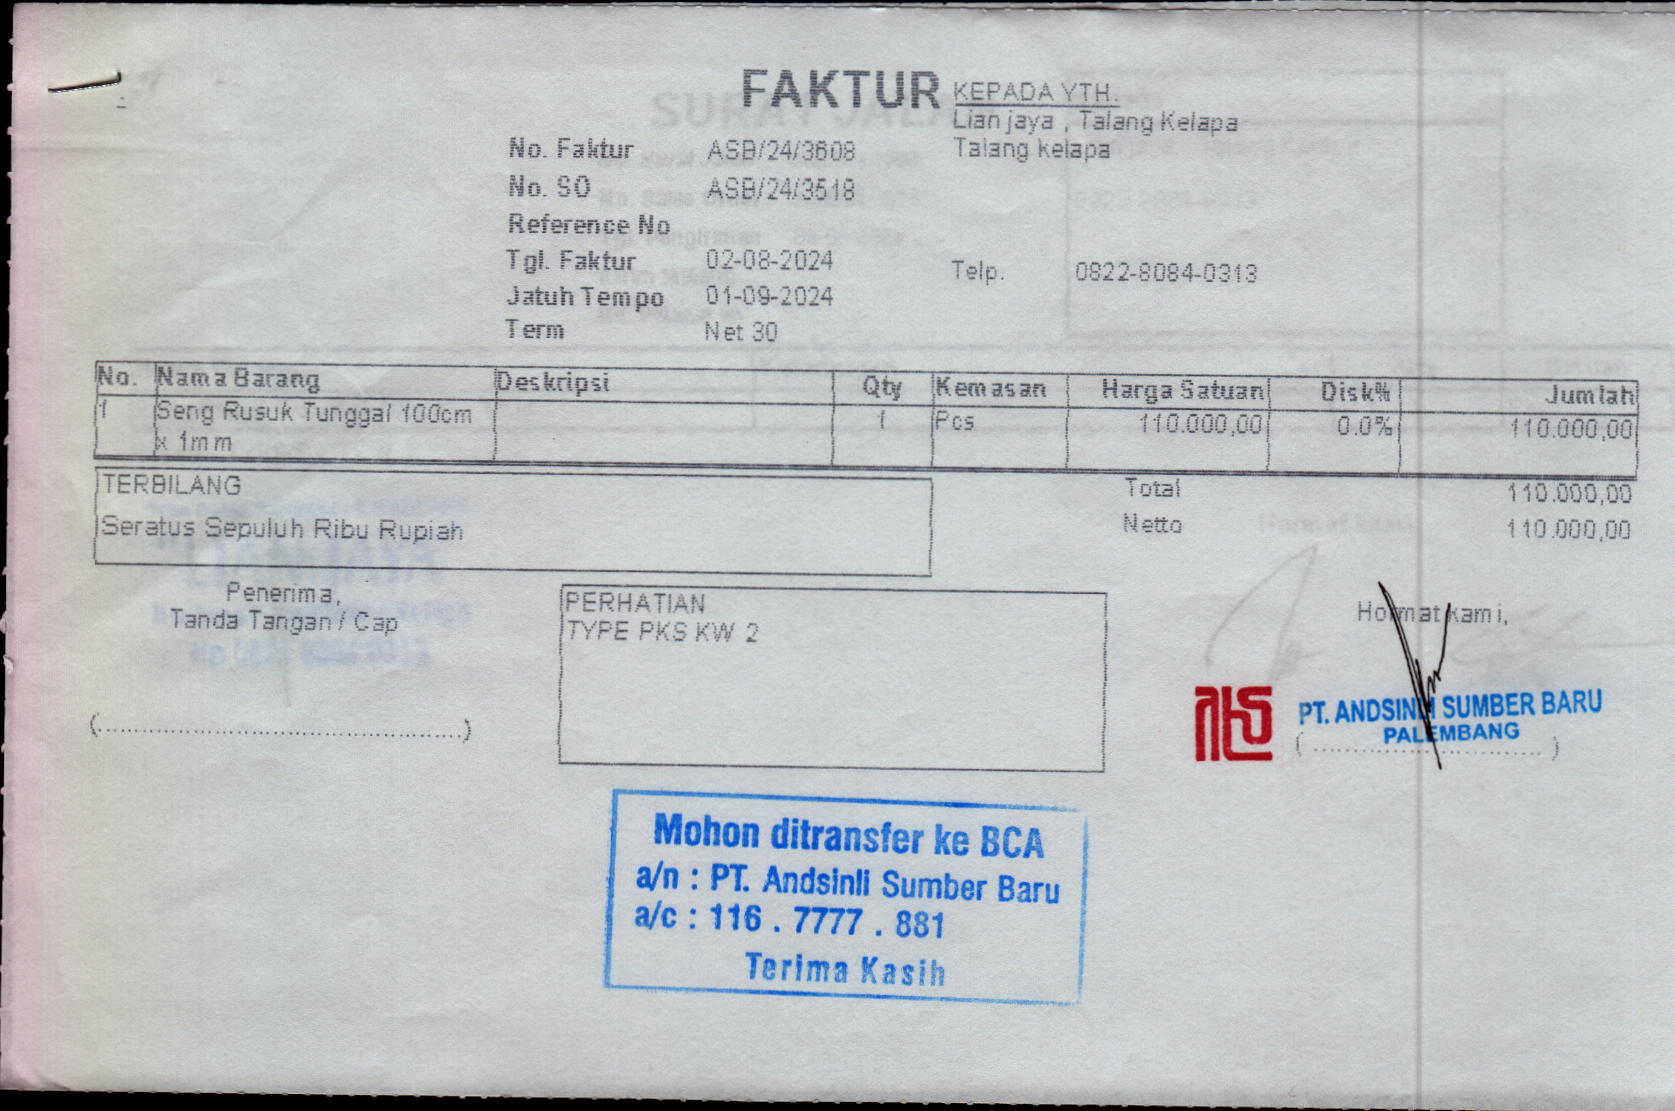 FAKTUR
KEPADA YTH.
Lian jaya , Talang Kelapa
Talang kelapa
No. Faktur ASB/24/3608
No. SO ASB/24/3518
Reference No
Tgl. Faktur 02-08-2024
Telp. 0822-8084-0313
Jatuh Tempo 01-09-2024
Term Net 30
No. Nama Barang Deskripsi Qty Kemasan Harga Satuan Disk% Jumlah
1 Seng Rusuk Tunggal 100cm 1 Pcs 110.000,00 0.0% 110.000,00
x 1mm
TERBILANG
Seratus Sepuluh Ribu Rupiah
Total 110.000,00
Netto 110.000,00
Penerima,
Tanda Tangan / Cap
(............................................................)
PERHATIAN
TYPE PKS KW 2
Hormat kami,
PT. ANDSINLI SUMBER BARU
PALEMBANG
(..............................)
Mohon ditransfer ke BCA
a/n : PT. Andsinli Sumber Baru
a/c : 116 . 7777 . 881
Terima Kasih